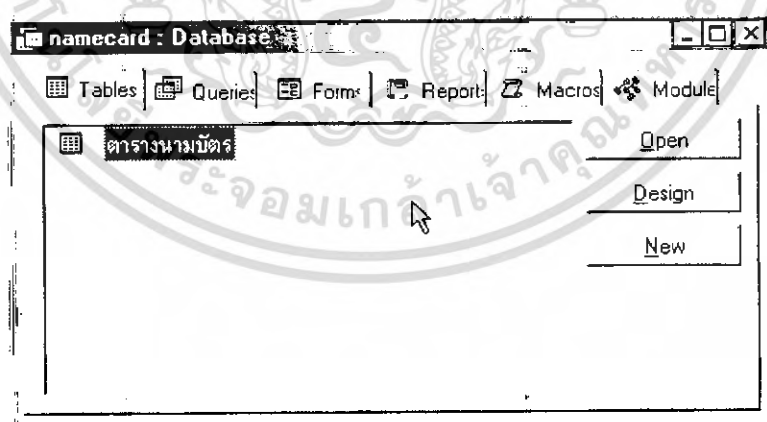 namecard : Database
Tables Queries Forms Reports Macros Module
ตารางนามบัตร
Open
Design
New